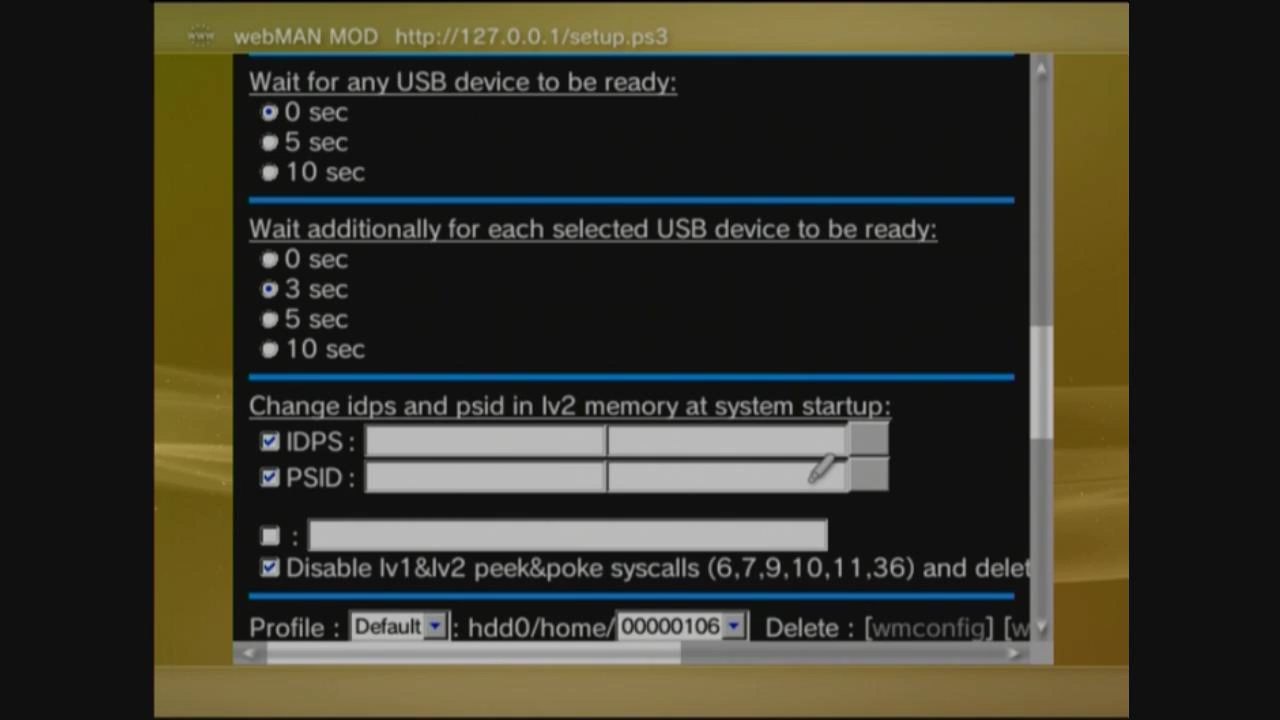 webMAN MOD http://127.0.0.1/setup.ps3
Wait for any USB device to be ready:
0 sec
5 sec
10 sec
Wait additionally for each selected USB device to be ready:
0 sec
3 sec
5 sec
10 sec
Change idps and psid in lv2 memory at system startup:
IDPS :
PSID :
:
Disable lv1&lv2 peek&poke syscalls (6,7,9,10,11,36) and delet
Profile : Default : hdd0/home/ 00000106 Delete : [wmconfig] [w